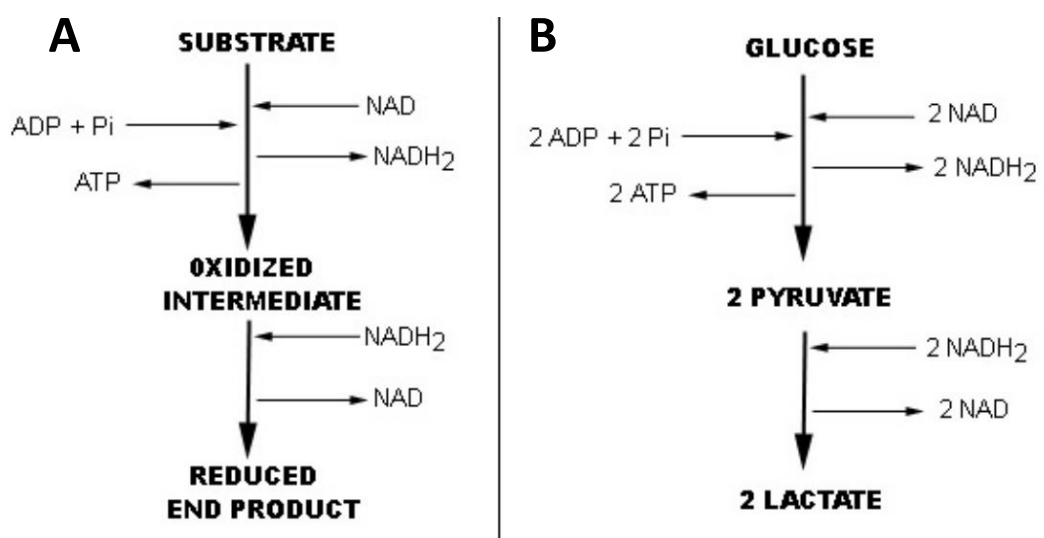 A
SUBSTRATE
NAD
ADP + Pi
NADH2
ATP
0XIDIZED
INTERMEDIATE
NADH2
NAD
REDUCED
END PRODUCT
B
GLUCOSE
2 NAD
2 ADP + 2 Pi
2 NADH2
2 ATP
2 PYRUVATE
2 NADH2
2 NAD
2 LACTATE